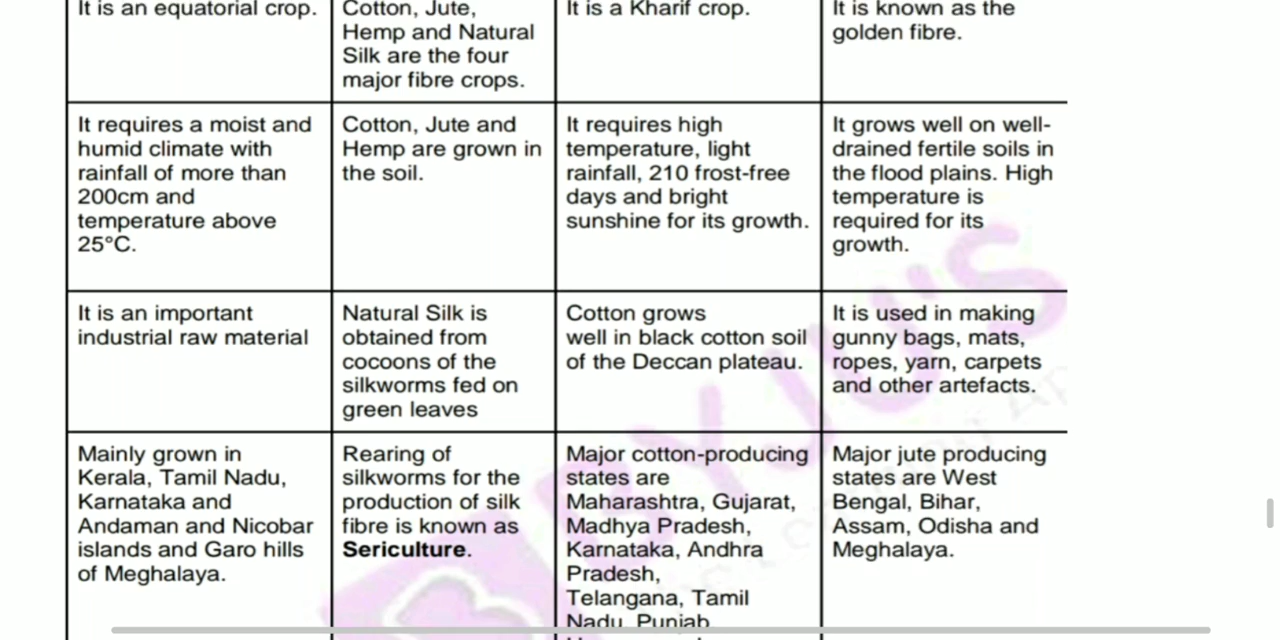 It is an equatorial crop.
Cotton, Jute,
Hemp and Natural
Silk are the four
major fibre crops.
It is a Kharif crop.
It is known as the
golden fibre.
It requires a moist and
humid climate with
rainfall of more than
200cm and
temperature above
25°C.
Cotton, Jute and
Hemp are grown in
the soil.
It requires high
temperature, light
rainfall, 210 frost-free
days and bright
sunshine for its growth.
It grows well on well-
drained fertile soils in
the flood plains. High
temperature is
required for its
growth.
It is an important
industrial raw material
Natural Silk is
obtained from
cocoons of the
silkworms fed on
green leaves
Cotton grows
well in black cotton soil
of the Deccan plateau.
It is used in making
gunny bags, mats,
ropes, yarn, carpets
and other artefacts.
Mainly grown in
Kerala, Tamil Nadu,
Karnataka and
Andaman and Nicobar
islands and Garo hills
of Meghalaya.
Rearing of
silkworms for the
production of silk
fibre is known as
Sericulture.
Major cotton-producing
states are
Maharashtra, Gujarat,
Madhya Pradesh,
Karnataka, Andhra
Pradesh,
Telangana, Tamil
Nadu, Punjab
Major jute producing
states are West
Bengal, Bihar,
Assam, Odisha and
Meghalaya.
BYJU'S